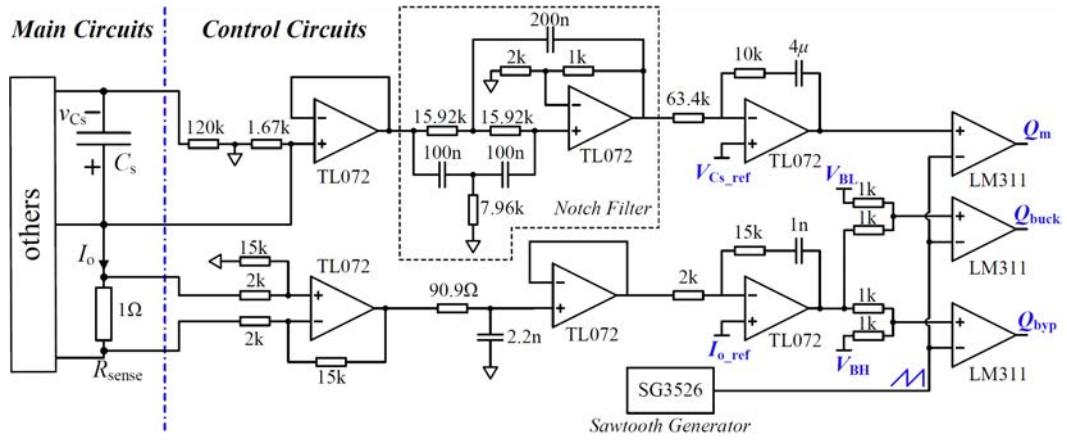 Main Circuits
Control Circuits
others
vCs
−
+
Cs
Io
1Ω
Rsense
120k
1.67k
−
+
TL072
15.92k
15.92k
100n
100n
7.96k
200n
2k
1k
−
+
TL072
Notch Filter
63.4k
10k
4μ
−
+
VCs_ref
TL072
+
−
Qm
LM311
15k
2k
2k
TL072
+
−
15k
90.9Ω
2.2n
−
+
TL072
2k
15k
1n
−
+
Io_ref
TL072
VBL
1k
1k
+
−
Qbuck
LM311
1k
1k
VBH
+
−
Qbyp
LM311
SG3526
Sawtooth Generator